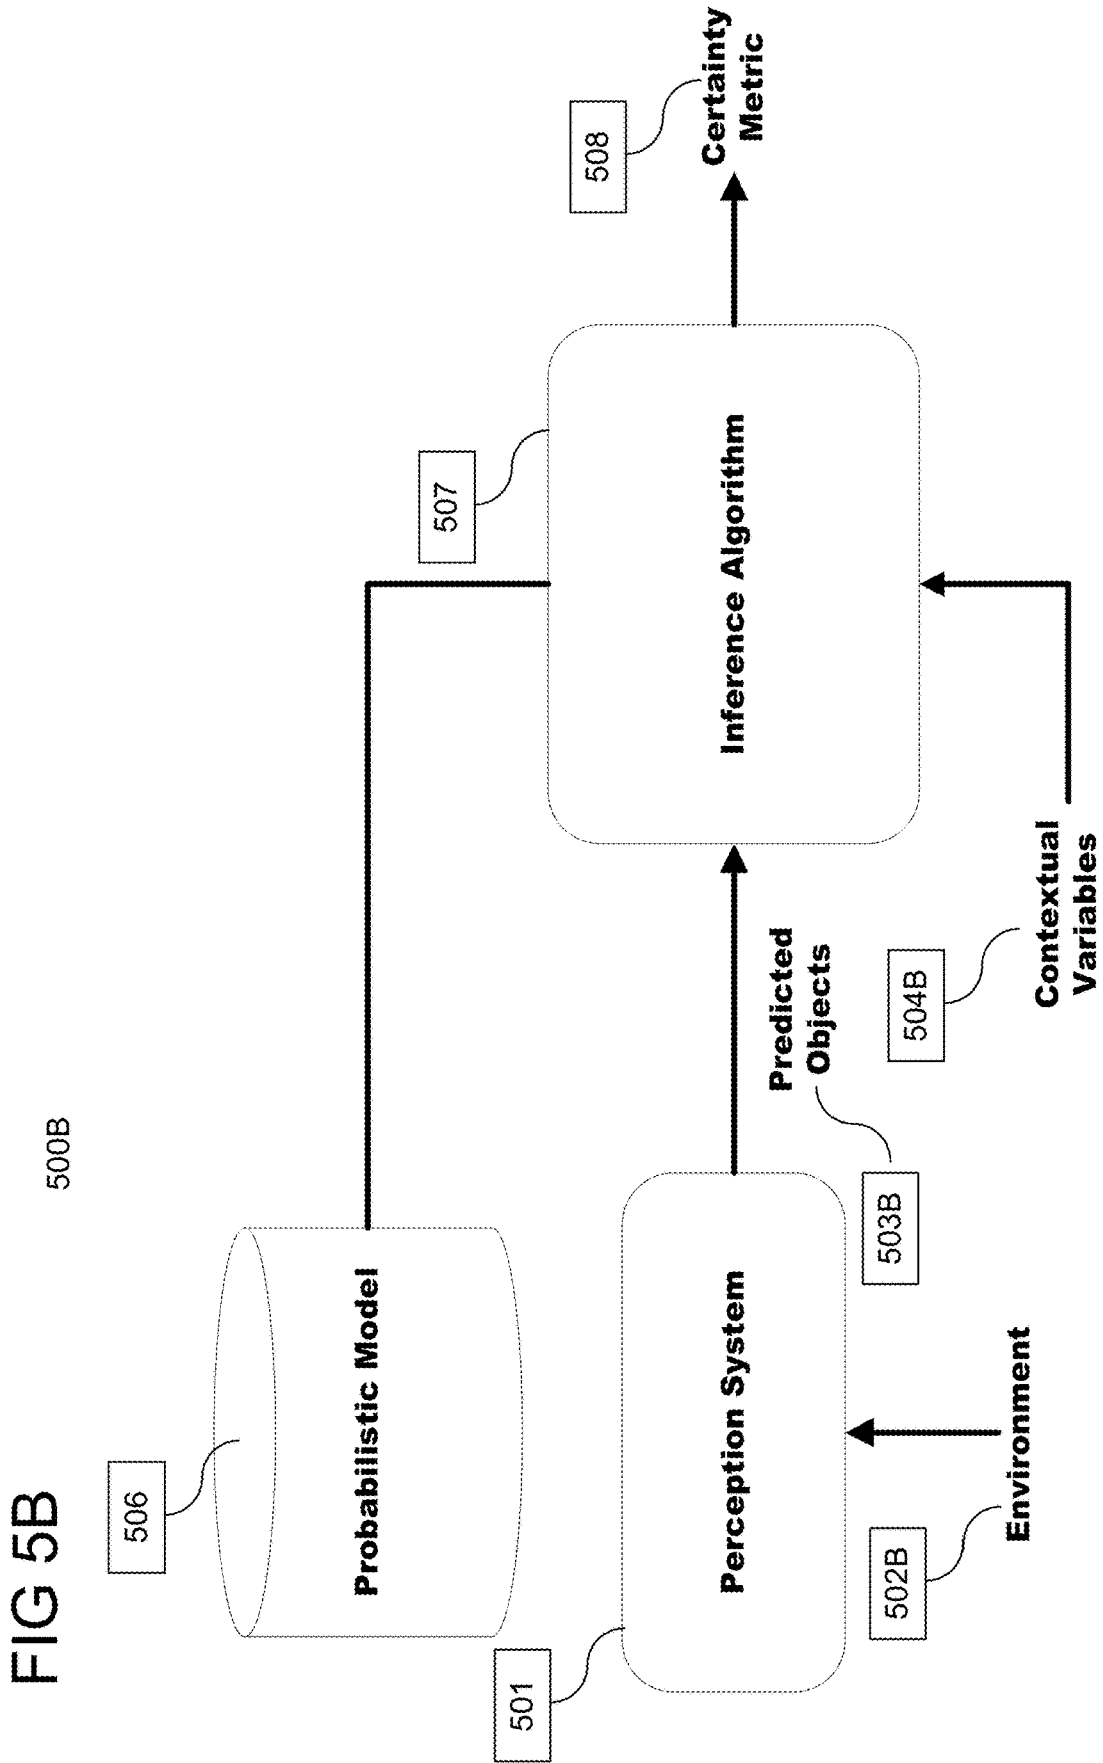 FIG 5B
500B
506
Probabilistic Model
507
508
501
Perception System
Inference Algorithm
Certainty
Metric
Predicted
Objects
503B
502B
Environment
504B
Contextual
Variables